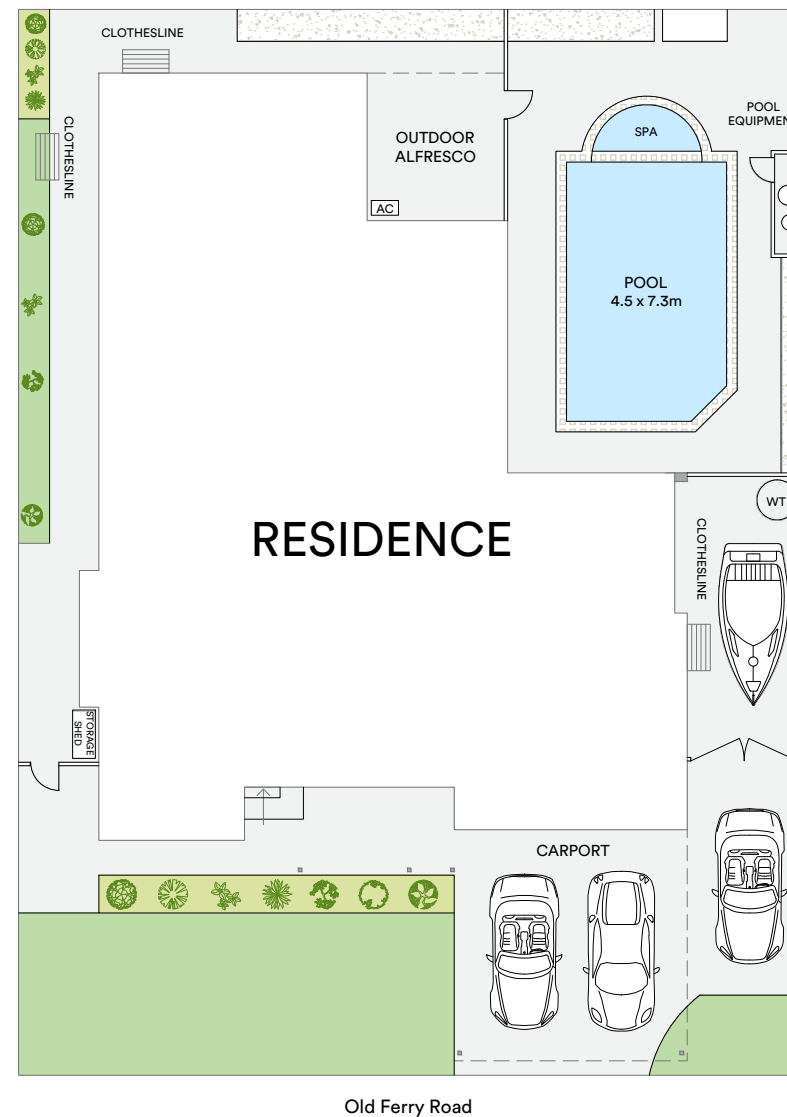 CLOTHESLINE
CLOTHESLINE
OUTDOOR
ALFRESCO
AC
SPA
POOL
EQUIPMEN
POOL
4.5 x 7.3m
RESIDENCE
WT
CLOTHESLINE
STORAGE
SHED
CARPORT
Old Ferry Road